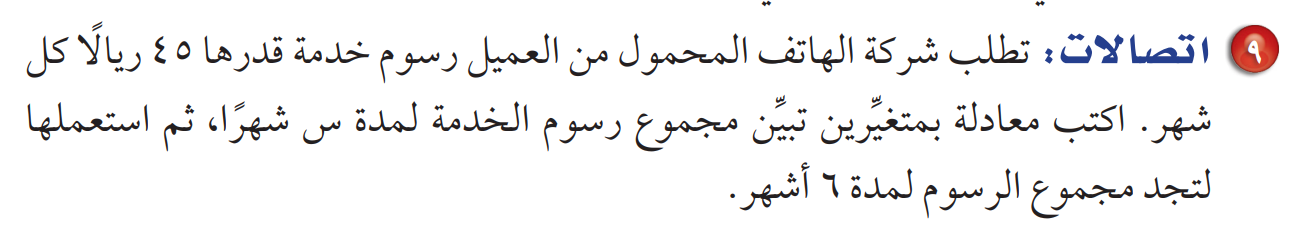 ٩ اتصالات: تطلب شركة الهاتف المحمول من العميل رسوم خدمة قدرها ٤٥ ريالًا كل
شهر. اكتب معادلة بمتغيِّرين تبيِّن مجموع رسوم الخدمة لمدة س شهرًا، ثم استعملها
لتجد مجموع الرسوم لمدة ٦ أشهر.